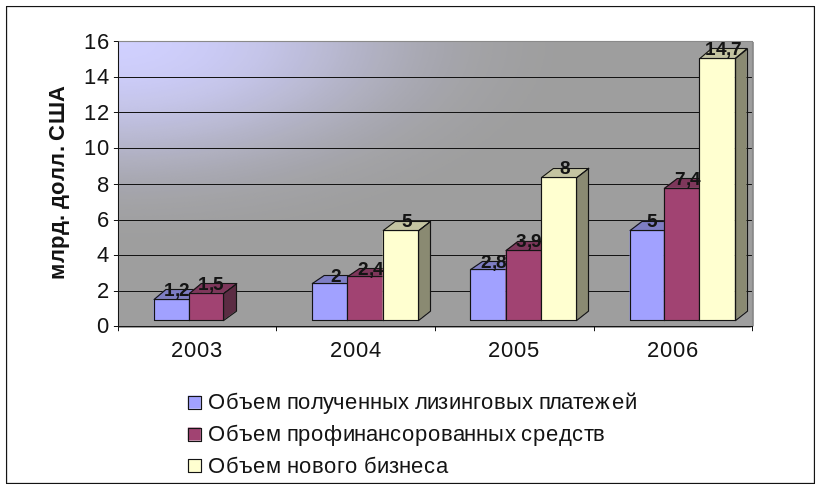 млрд. долл. США
16
14
12
10
8
6
4
2
0
1,2 1,5
2 2,4 5
2,8 3,9 8
5 7,4 14,7
2003 2004 2005 2006
Объем полученных лизинговых платежей
Объем профинансорованных средств
Объем нового бизнеса